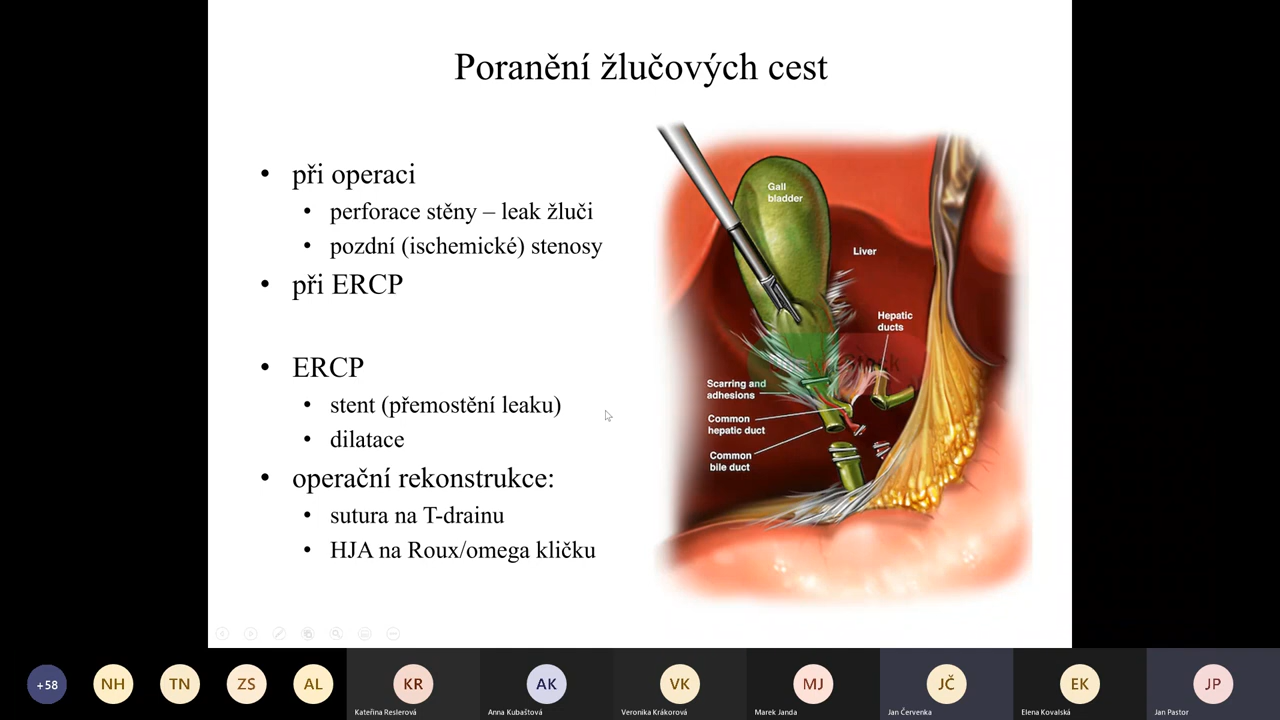 Poranění žlučových cest
• při operaci
• perforace stěny – leak žluči
• pozdní (ischemické) stenosy
• při ERCP
• ERCP
• stent (přemostění leaku)
• dilatace
• operační rekonstrukce:
• sutura na T-drainu
• HJA na Roux/omega kličku
Gall
bladder
Liver
Hepatic
ducts
Scarring and
adhesions
Common
hepatic duct
Common
bile duct
+58
NH
TN
ZS
AL
KR
AK
VK
MJ
JČ
EK
JP
Kateřina Reslerová
Anna Kubaštová
Veronika Krákorová
Marek Janda
Jan Červenka
Elena Kovalská
Jan Pastor